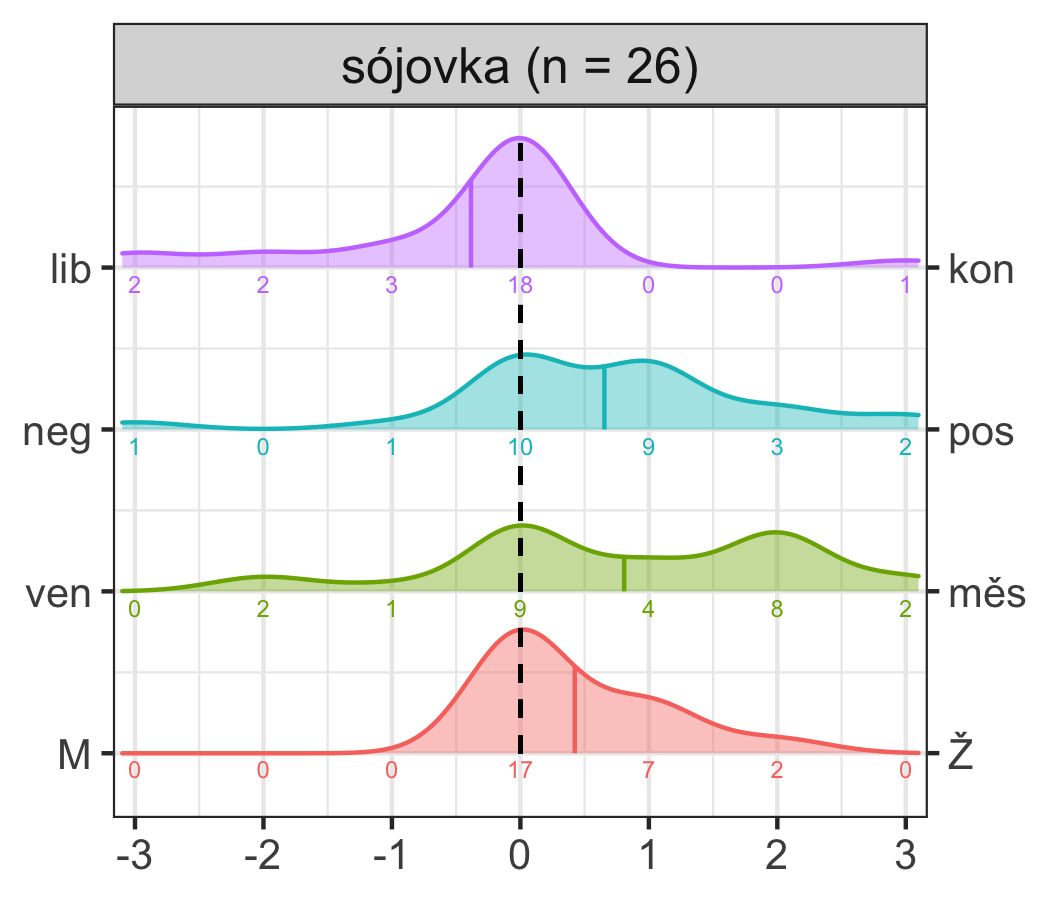 sójovka (n = 26)
lib kon
2 2 3 18 0 0 1
neg pos
1 0 1 10 9 3 2
ven měs
0 2 1 9 4 8 2
M Ž
0 0 0 17 7 2 0
-3 -2 -1 0 1 2 3